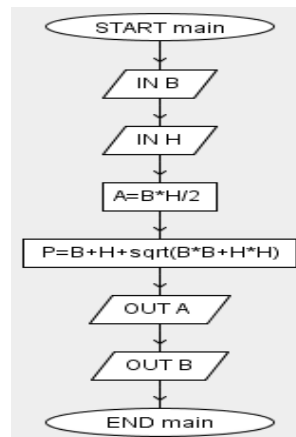 START main
IN B
IN H
A=B*H/2
P=B+H+sqrt(B*B+H*H)
OUT A
OUT B
END main